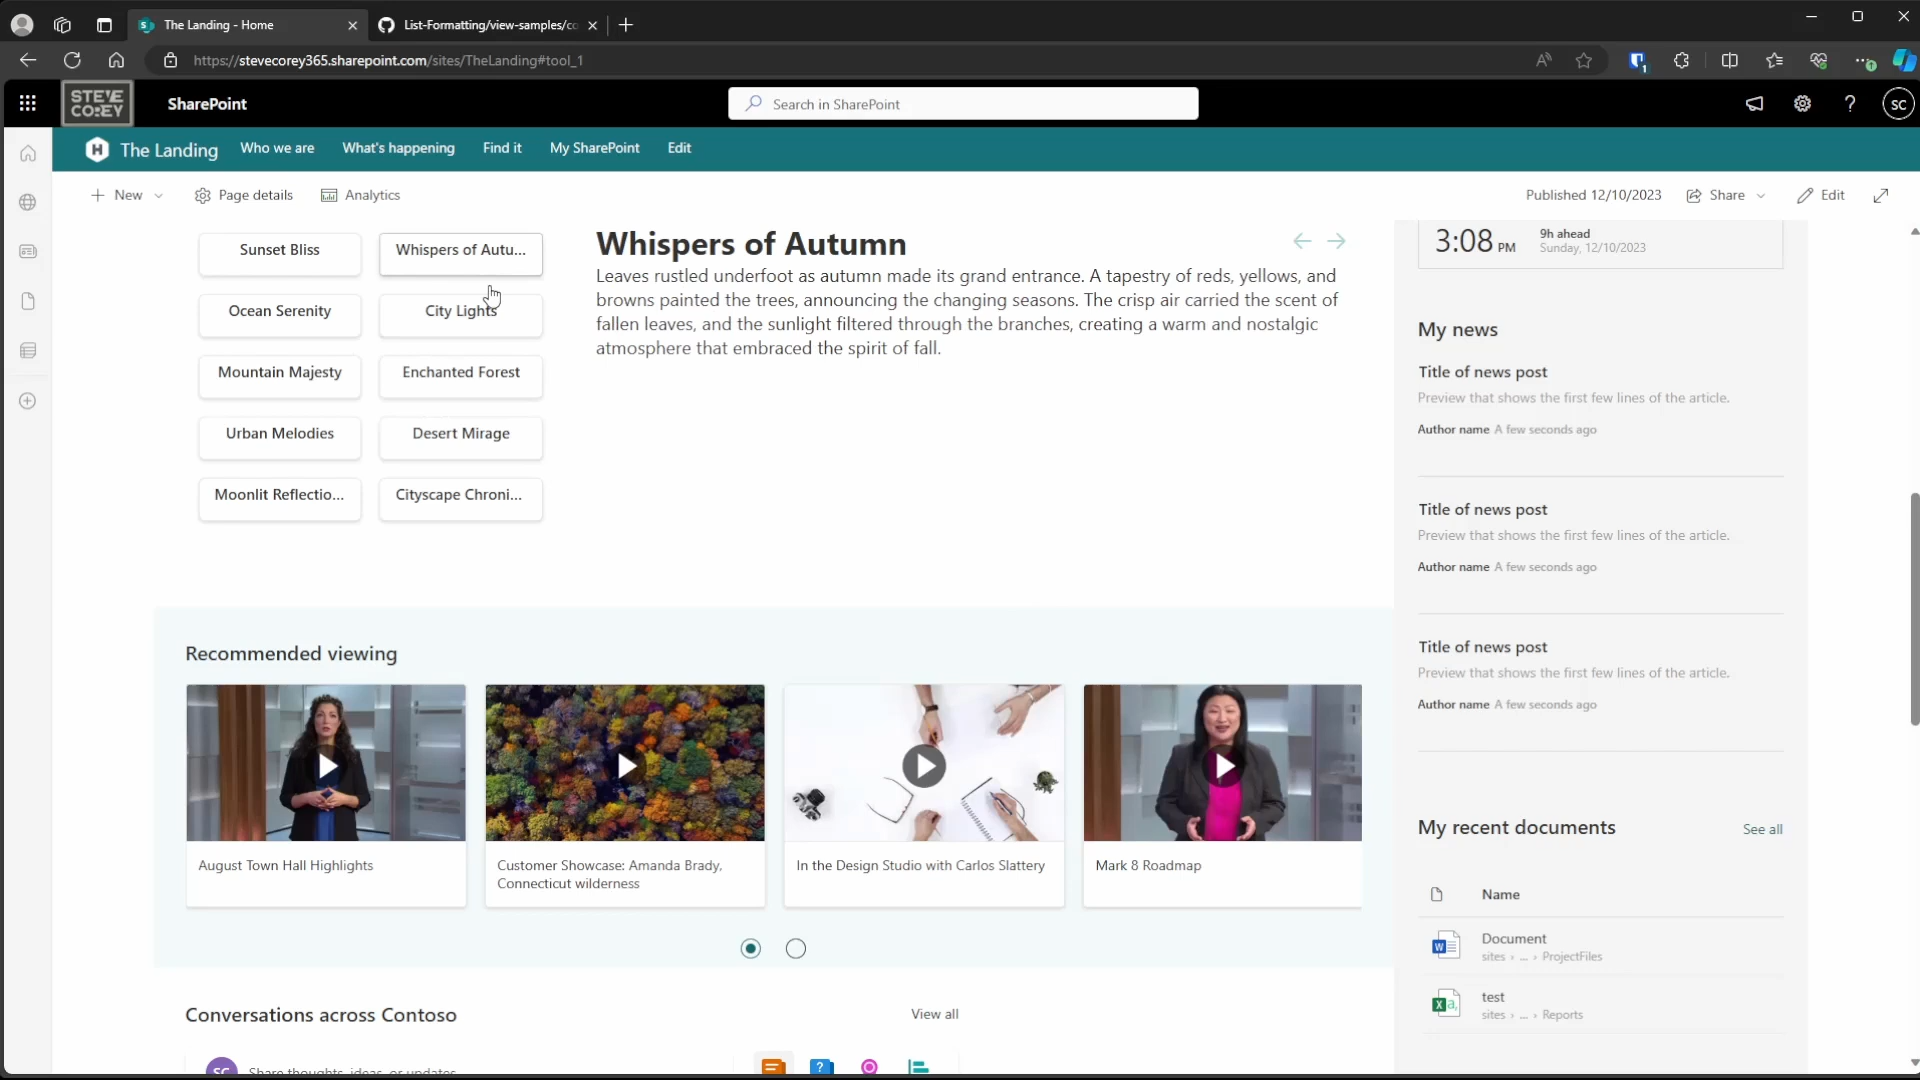 The Landing - Home
List-Formatting/view-samples/co
https://stevecorey365.sharepoint.com/sites/TheLanding#tool_1
STEVE
COREY
SharePoint
Search in SharePoint
SC
The Landing
Who we are
What's happening
Find it
My SharePoint
Edit
New
Page details
Analytics
Published 12/10/2023
Share
Edit
Sunset Bliss
Whispers of Autu...
Ocean Serenity
City Lights
Mountain Majesty
Enchanted Forest
Urban Melodies
Desert Mirage
Moonlit Reflectio...
Cityscape Chroni...
Whispers of Autumn
Leaves rustled underfoot as autumn made its grand entrance. A tapestry of reds, yellows, and
browns painted the trees, announcing the changing seasons. The crisp air carried the scent of
fallen leaves, and the sunlight filtered through the branches, creating a warm and nostalgic
atmosphere that embraced the spirit of fall.
3:08 PM
9h ahead
Sunday, 12/10/2023
My news
Title of news post
Preview that shows the first few lines of the article.
Author name A few seconds ago
Title of news post
Preview that shows the first few lines of the article.
Author name A few seconds ago
Title of news post
Preview that shows the first few lines of the article.
Author name A few seconds ago
Recommended viewing
August Town Hall Highlights
Customer Showcase: Amanda Brady,
Connecticut wilderness
In the Design Studio with Carlos Slattery
Mark 8 Roadmap
My recent documents
See all
Name
Document
sites › ... › ProjectFiles
test
sites › ... › Reports
Conversations across Contoso
View all
SC
Share thoughts, ideas, or updates